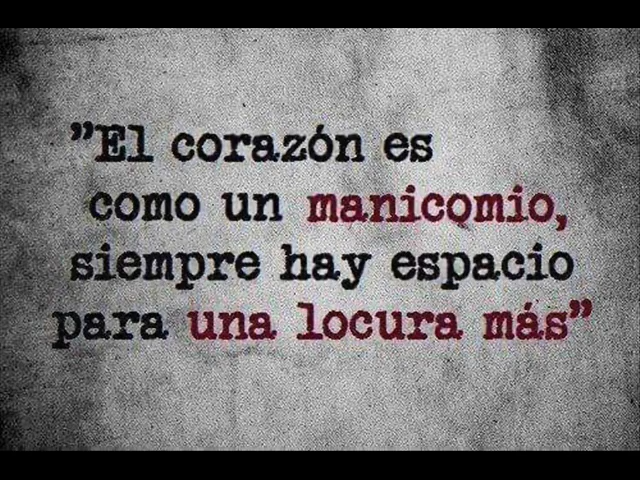 ”El corazón es
como un manicomio,
siempre hay espacio
para una locura más”